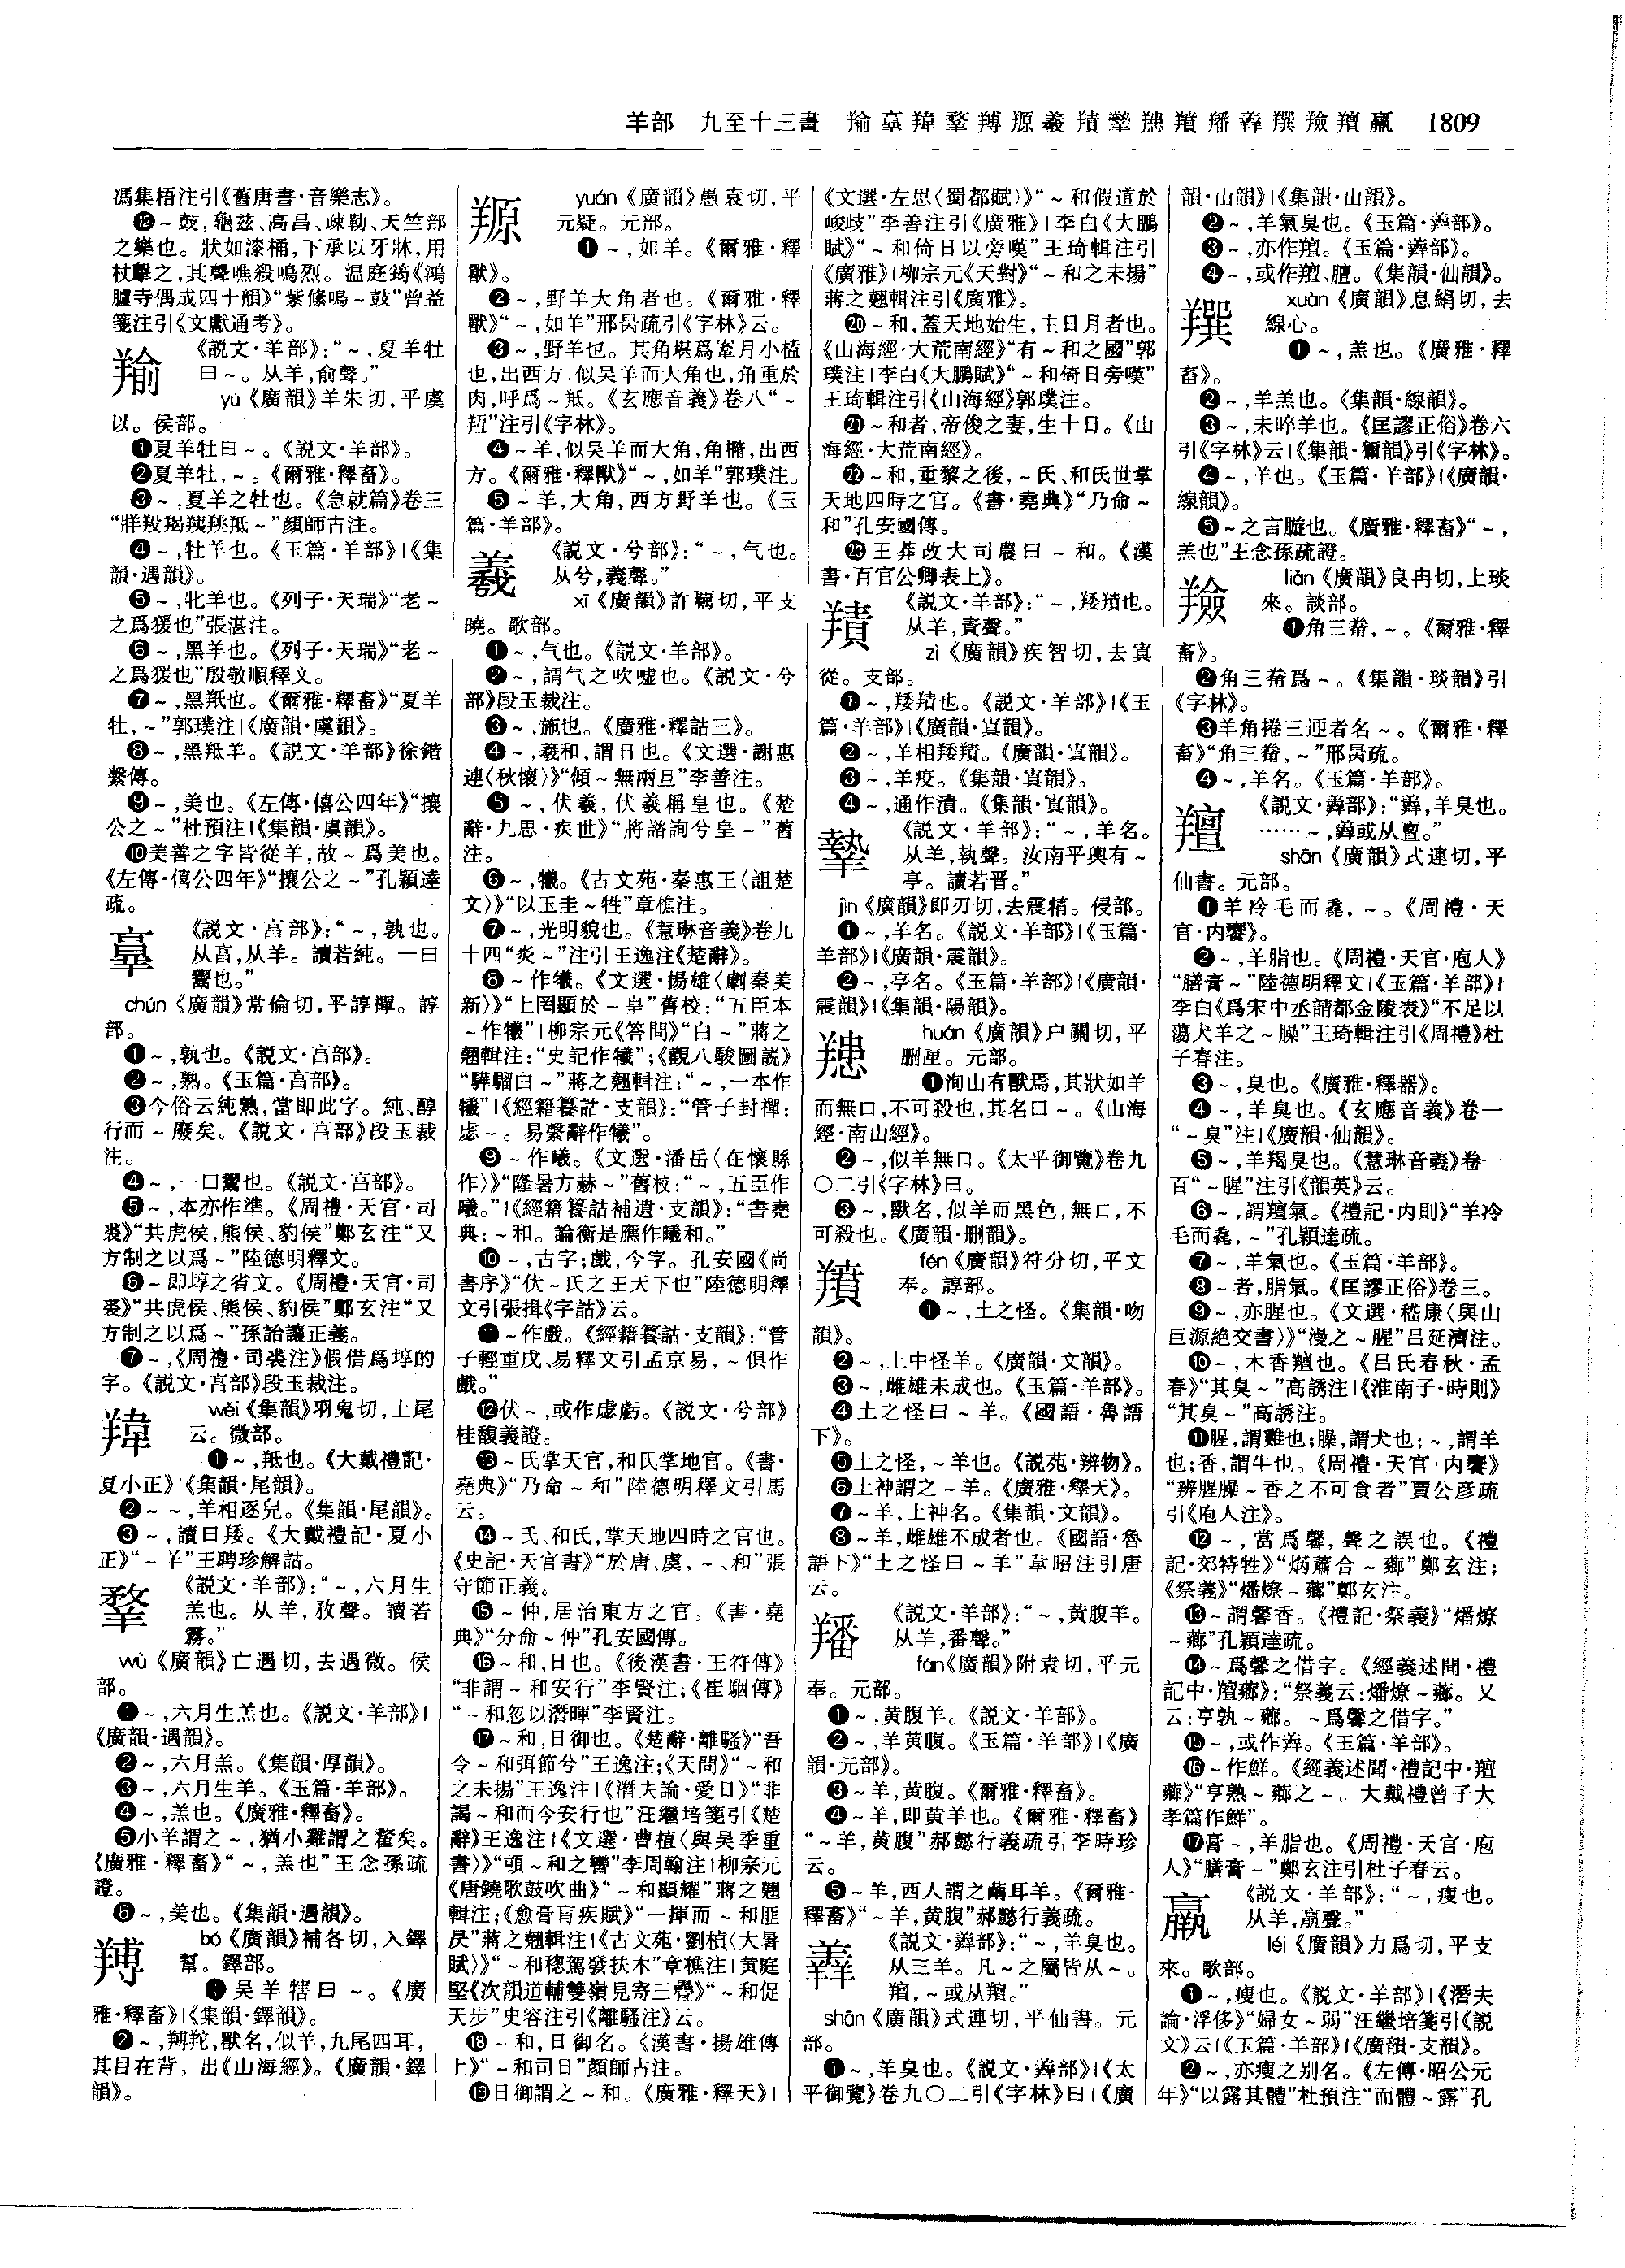 羊部　九至十三畫　羭𦎧羳羺羬𦎴羲羵羷羱羶羼羸　1809
馮集梧注引《舊唐書·音樂志》。
⓬～鼓,龜兹、高昌、疎勒、天竺部
之樂也。狀如漆桶,下承以牙牀,用
杖擊之,其聲噍殺鳴烈。温庭筠《鴻
臚寺偶成四十韻》“紫絛鳴～鼓”曾益
箋注引《文獻通考》。
羭
《説文·羊部》:“～,夏羊牡
曰～。从羊,俞聲。”
yú《廣韻》羊朱切,平虞
以。侯部。
❶夏羊牡曰～。《説文·羊部》。
❷夏羊牡,～。《爾雅·釋畜》。
❸～,夏羊之牡也。《急就篇》卷三
顔師古注。
❹～,牡羊也。《玉篇·羊部》|《集
韻·遇韻》。
❺～,牝羊也。《列子·天瑞》“老～
之爲猨也”張湛注。
❻～,黑羊也。《列子·天瑞》“老～
之爲猨也”殷敬順釋文。
❼～,黑羝也。《爾雅·釋畜》“夏羊
牡,～”郭璞注|《廣韻·虞韻》。
❽～,黑羝羊。《説文·羊部》徐鍇
繫傳。
❾～,美也。《左傳·僖公四年》“攘
公之～”杜預注|《集韻·虞韻》。
❿美善之字皆從羊,故～爲美也。
《左傳·僖公四年》“攘公之～”孔穎達
疏。
《説文·㐭部》:“～,孰也。
从㐭,从羊。讀若純。一曰
鬻也。”
chún《廣韻》常倫切,平諄禪。諄
部。
❶～,孰也。《説文·㐭部》。
❷～,熟。《玉篇·㐭部》。
❸今俗云純熟,當即此字。純、醇
行而～廢矣。《説文·㐭部》段玉裁
注。
❹～,一曰鬻也。《説文·㐭部》。
❺～,本亦作準。《周禮·天官·司
裘》“共虎侯、熊侯、豹侯”鄭玄注“又
方制之以爲～”陸德明釋文。
❻～即埻之省文。《周禮·天官·司
裘》“共虎侯、熊侯、豹侯”鄭玄注“又
方制之以爲～”孫詒讓正義。
❼～,《周禮·司裘注》假借爲埻的
字。《説文·㐭部》段玉裁注。
wěi《集韻》羽鬼切,上尾
云。微部。
❶～,羝也。《大戴禮記·
夏小正》|《集韻·尾韻》。
❷～～,羊相逐皃。《集韻·尾韻》。
❸～,讀曰羠。《大戴禮記·夏小
正》“～羊”王聘珍解詁。
《説文·羊部》:“～,六月生
羔也。从羊,敄聲。讀若
霧。”
wù《廣韻》亡遇切,去遇微。侯
部。
❶～,六月生羔也。《説文·羊部》|
《廣韻·遇韻》。
❷～,六月羔。《集韻·厚韻》。
❸～,六月生羊。《玉篇·羊部》。
❹～,羔也。《廣雅·釋畜》。
❺小羊謂之～,猶小雞謂之䨂矣。
《廣雅·釋畜》“～,羔也”王念孫疏
證。
❻～,美也。《集韻·遇韻》。
bó《廣韻》補各切,入鐸
幫。鐸部。
❶吴羊犗曰～。《廣
雅·釋畜》|《集韻·鐸韻》。
❷～,䍨,獸名,似羊,九尾四耳,
其目在背。出《山海經》。《廣韻·鐸
韻》。
羱
yuán《廣韻》愚袁切,平
元疑。元部。
❶～,如羊。《爾雅·釋
獸》。
❷～,野羊大角者也。《爾雅·釋
獸》“～,如羊”邢昺疏引《字林》云。
❸～,野羊也。其角堪爲鞌月小榼
也,出西方,似吴羊而大角也,角重於
肉,呼爲～羝。《玄應音義》卷八“～
羝”注引《字林》。
❹～羊,似吴羊而大角,角橢,出西
方。《爾雅·釋獸》“～,如羊”郭璞注。
❺～羊,大角,西方野羊也。《三
篇·羊部》。
羲
《説文·兮部》:“～,气也。
从兮,義聲。”
xī《廣韻》許羈切,平支
曉。歌部。
❶～,气也。《説文·羊部》。
❷～,謂气之吹嘘也。《説文·兮
部》段玉裁注。
❸～,施也。《廣雅·釋詁三》。
❹～,羲和,謂日也。《文選·謝惠
連〈秋懷〉》“傾～無兩旦”李善注。
❺～,伏羲,伏羲稱皇也。《楚
辭·九思·疾世》“將諮詢兮皇～”舊
注。
❻～,犧。《古文苑·秦惠王〈詛楚
文〉》“以玉圭～牲”章樵注。
❼～,光明貌也。《慧琳音義》卷九
十四“炎～”注引王逸注《楚辭》。
❽～作犧。《文選·揚雄〈劇秦美
新〉》“上罔顯於～皇”舊校:“五臣本
～作犧”|柳宗元《答問》“白～”蔣之
翹輯注:“史記作犧”;《觀八駿圖説》
“驊騮白～”蔣之翹輯注:“～,一本作
犧”|《經籍籑詁·支韻》:“管子封禪:
虙～。易繫辭作犧”。
❾～作曦。《文選·潘岳〈在懷縣
作〉》“隆暑方赫～”舊校:“～,五臣作
曦。”|《經籍籑詁補遺·支韻》:“書堯
典:～和。論衡是應作曦和。”
❿～,古字;戲,今字。孔安國《尚
書序》“伏～氏之王天下也”陸德明釋
文引張揖《字詁》云。
⓫～作戲。《經籍籑詁·支韻》:“管
子輕重戊、易釋文引孟京易,～俱作
戲。”
⓬伏～,或作虙虧。《説文·兮部》
桂馥義證。
⓭～氏掌天官,和氏掌地官。《書·
堯典》“乃命～和”陸德明釋文引馬
云。
⓮～氏、和氏,掌天地四時之官也。
《史記·天官書》“於唐、虞,～、和”張
守節正義。
⓯～仲,居治東方之官。《書·堯
典》“分命～仲”孔安國傳。
⓰～和,日也。《後漢書·王符傳》
“非謂～和安行”李賢注;《崔駰傳》
“～和忽以潛暉”李賢注。
⓱～和,日御也。《楚辭·離騷》“吾
令～和弭節兮”王逸注;《天問》“～和
之未揚”王逸注|《潛夫論·愛日》“非
謁～和而令安行也”汪繼培箋引《楚
辭》王逸注|《文選·曹植〈與吴季重
書〉》“頓～和之轡”李周翰注|柳宗元
《唐鐃歌鼓吹曲》“～和顯耀”蔣之翹
輯注;《愈膏肓疾賦》“一揮而～和匪
昃”蔣之翹輯注|《古文苑·劉楨〈大暑
賦〉》“～和總駕發扶木”章樵注|黄庭
堅《次韻道輔雙嶺見寄三疊》“～和促
天步”史容注引《離騷注》云。
⓲～和,日御名。《漢書·揚雄傳
上》“～和司日”顔師古注。
⓳日御謂之～和。《廣雅·釋天》|
《文選·左思〈蜀都賦〉》“～和假道於
峻歧”李善注引《廣雅》|李白《大鵬
賦》“～和倚日以旁嘆”王琦輯注引
《廣雅》|柳宗元《天對》“～和之未揚”
蔣之翹輯注引《廣雅》。
⓴～和,蓋天地始生,主日月者也。
《山海經·大荒南經》“有～和之國”郭
璞注|李白《大鵬賦》“～和倚日旁嘆”
王琦輯注引《山海經》郭璞注。
㉑～和者,帝俊之妻,生十日。《山
海經·大荒南經》。
㉒～和,重黎之後,～氏、和氏世掌
天地四時之官。《書·堯典》“乃命～
和”孔安國傳。
㉓王莽改大司農曰～和。《漢
書·百官公卿表上》。
《説文·羊部》:“～,羵也。
从羊,責聲。”
zì《廣韻》疾智切,去寘
從。支部。
《説文·羊部》|《玉
篇·羊部》|《廣韻·寘韻》。
《廣韻·寘韻》。
❸～,羊疫。《集韻·寘韻》。
❹～,通作漬。《集韻·寘韻》。
《説文·羊部》:“～,羊名。
从羊,執聲。汝南平輿有～
亭。讀若晋。”
jìn《廣韻》即刃切,去震精。侵部。
❶～,羊名。《説文·羊部》|《玉篇·
羊部》|《廣韻·震韻》。
❷～,亭名。《玉篇·羊部》|《廣韻·
震韻》|《集韻·陽韻》。
huán《廣韻》户關切,平
删匣。元部。
❶洵山有獸焉,其狀如羊
而無口,不可殺也,其名曰～。《山海
經·南山經》。
❷～,似羊無口。《太平御覽》卷九
〇二引《字林》曰。
❸～,獸名,似羊而黑色,無口,不
可殺也。《廣韻·删韻》。
羵
fén《廣韻》符分切,平文
奉。諄部。
❶～,土之怪。《集韻·吻
韻》。
❷～,土中怪羊。《廣韻·文韻》。
❸～,雌雄未成也。《玉篇·羊部》。
❹土之怪曰～羊。《國語·魯語
下》。
❺土之怪,～羊也。《説苑·辨物》。
❻土神謂之～羊。《廣雅·釋天》。
❼～羊,土神名。《集韻·文韻》。
❽～羊,雌雄不成者也。《國語·魯
語下》“土之怪曰～羊”韋昭注引唐
云。
羳
《説文·羊部》:“～,黄腹羊。
从羊,番聲。”
fán《廣韻》附袁切,平元
奉。元部。
❶～,黄腹羊。《説文·羊部》。
❷～,羊黄腹。《玉篇·羊部》|《廣
韻·元部》。
❸～羊,黄腹。《爾雅·釋畜》。
❹～羊,即黄羊也。《爾雅·釋畜》
“～羊,黄腹”郝懿行義疏引李時珍
云。
❺～羊,西人謂之繭耳羊。《爾雅·
釋畜》“～羊,黄腹”郝懿行義疏。
羴
《説文·羴部》:“～,羊臭也。
从三羊。凡～之屬皆从～。
羶,～或从亶。”
shān《廣韻》式連切,平仙書。元
部。
❶～,羊臭也。《説文·羴部》|《太
平御覽》卷九〇二引《字林》曰|《廣
韻·山韻》|《集韻·山韻》。
❷～,羊氣臭也。《玉篇·羴部》。
❸～,亦作羶。《玉篇·羴部》。
❹～,或作羶、膻。《集韻·仙韻》。
xuàn《廣韻》息絹切,去
線心。
❶～,羔也。《廣雅·釋
畜》。
❷～,羊羔也。《集韻·線韻》。
❸～,未晬羊也。《匡謬正俗》卷六
引《字林》云|《集韻·獮韻》引《字林》。
❹～,羊也。《玉篇·羊部》|《廣韻·
線韻》。
❺～之言騴也。《廣雅·釋畜》“～,
羔也”王念孫疏證。
羷
liǎn《廣韻》良冉切,上琰
來。談部。
❶角三觠,～。《爾雅·釋
畜》。
❷角三觠爲～。《集韻·琰韻》引
《字林》。
❸羊角捲三迊者名～。《爾雅·釋
畜》“角三觠,～”邢昺疏。
❹～,羊名。《玉篇·羊部》。
羶
《説文·羴部》:“羴,羊臭也。
……～,羴或从亶。”
shān《廣韻》式連切,平
仙書。元部。
❶羊泠毛而毳,～。《周禮·天
官·内饔》。
❷～,羊脂也。《周禮·天官·庖人》
“膳膏～”陸德明釋文|《玉篇·羊部》|
李白《爲宋中丞請都金陵表》“不足以
蕩犬羊之～臊”王琦輯注引《周禮》杜
子春注。
❸～,臭也。《廣雅·釋器》。
❹～,羊臭也。《玄應音義》卷一
“～臭”注|《廣韻·仙韻》。
❺～,羊羯臭也。《慧琳音義》卷一
百“～腥”注引《韻英》云。
❻～,謂羶氣。《禮記·内則》“羊泠
毛而毳,～”孔穎達疏。
❼～,羊氣也。《玉篇·羊部》。
❽～者,脂氣。《匡謬正俗》卷三。
❾～,亦腥也。《文選·嵇康〈與山
巨源絶交書〉》“漫之～腥”吕延濟注。
❿～,木香羶也。《吕氏春秋·孟
春》“其臭～”高誘注|《淮南子·時則》
“其臭～”高誘注。
⓫腥,謂雞也;臊,謂犬也;～,謂羊
也;香,謂牛也。《周禮·天官·内饔》
“辨腥臊～香之不可食者”賈公彦疏
引《庖人注》。
⓬～,當爲馨,聲之誤也。《禮
記·郊特牲》“焫蕭合～薌”鄭玄注;
《祭義》“燔燎～薌”鄭玄注。
⓭～謂馨香。《禮記·祭義》“燔燎
～薌”孔穎達疏。
⓮～爲馨之借字。《經義述聞·禮
記中·羶薌》:“祭義云:燔燎～薌。又
云:亨孰～薌。～爲馨之借字。”
⓯～,或作羴。《玉篇·羊部》。
⓰～作鮮。《經義述聞·禮記中·羶
薌》“亨熟～薌之～。大戴禮曾子大
孝篇作鮮”。
⓱膏～,羊脂也。《周禮·天官·庖
人》“膳膏～”鄭玄注引杜子春云。
羸
《説文·羊部》:“～,瘦也。
从羊,𣎆聲。”
léi《廣韻》力爲切,平支
來。歌部。
❶～,瘦也。《説文·羊部》|《潛夫
論·浮侈》“婦女～弱”汪繼培箋引《説
文》云|《玉篇·羊部》|《廣韻·支韻》。
❷～,亦瘦之别名。《左傳·昭公元
年》“以露其體”杜預注“而體～露”孔